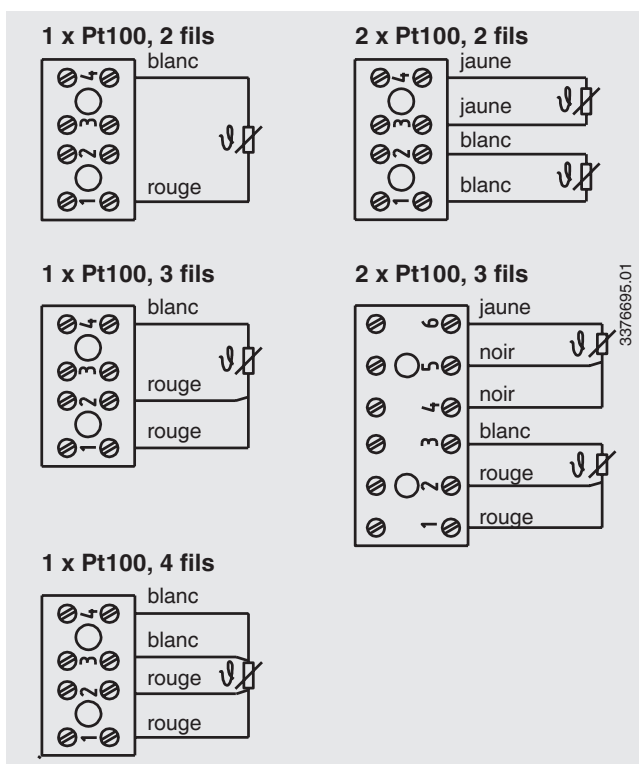 1 x Pt100, 2 fils
blanc
4
3
2
1
rouge
2 x Pt100, 2 fils
jaune
4
jaune
3
blanc
2
blanc
1
ϑ
ϑ
ϑ
1 x Pt100, 3 fils
blanc
4
3
rouge
2
rouge
1
ϑ
2 x Pt100, 3 fils
jaune
6
noir
5
noir
4
blanc
3
rouge
2
rouge
1
ϑ
ϑ
3376695.01
1 x Pt100, 4 fils
blanc
4
blanc
3
rouge
2
rouge
1
ϑ